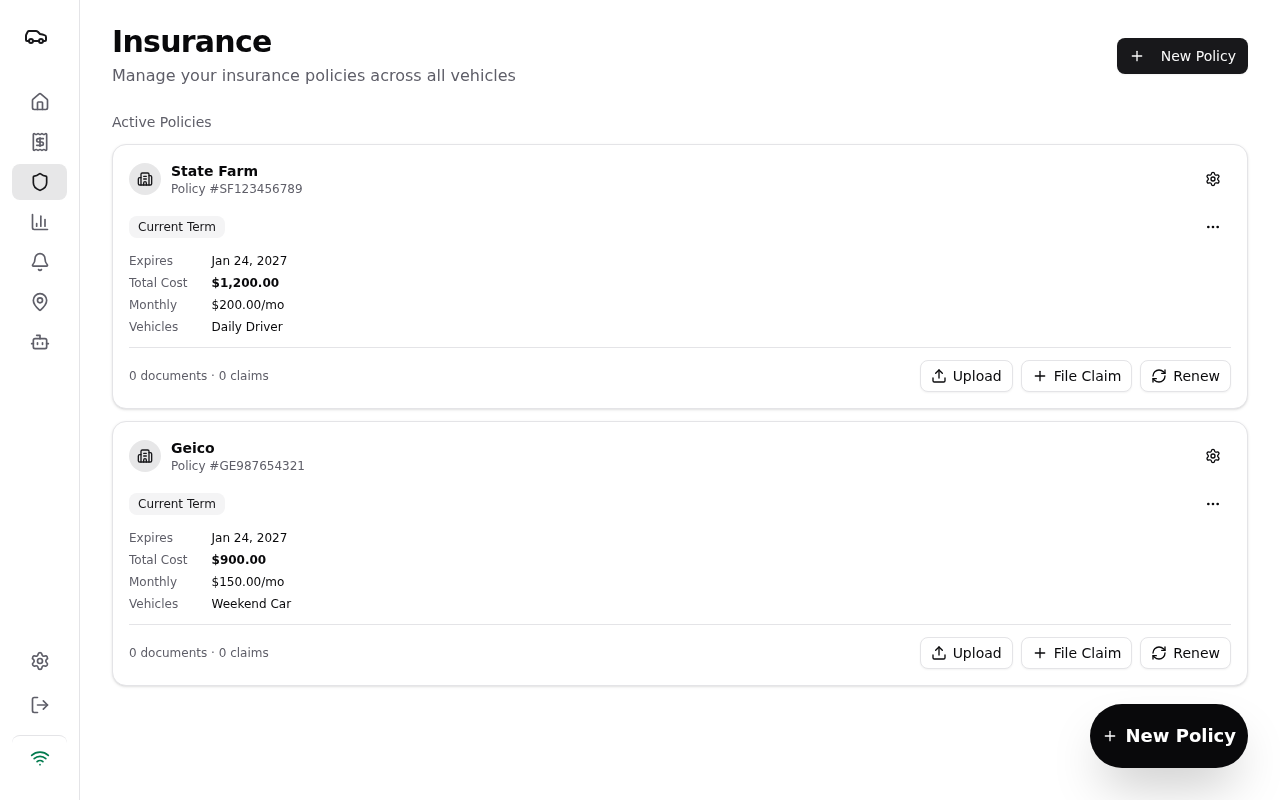 Insurance
Manage your insurance policies across all vehicles
New Policy
Active Policies
State Farm
Policy #SF123456789
Current Term
Expires Jan 24, 2027
Total Cost $1,200.00
Monthly $200.00/mo
Vehicles Daily Driver
0 documents · 0 claims Upload File Claim Renew
Geico
Policy #GE987654321
Current Term
Expires Jan 24, 2027
Total Cost $900.00
Monthly $150.00/mo
Vehicles Weekend Car
0 documents · 0 claims Upload File Claim Renew
New Policy